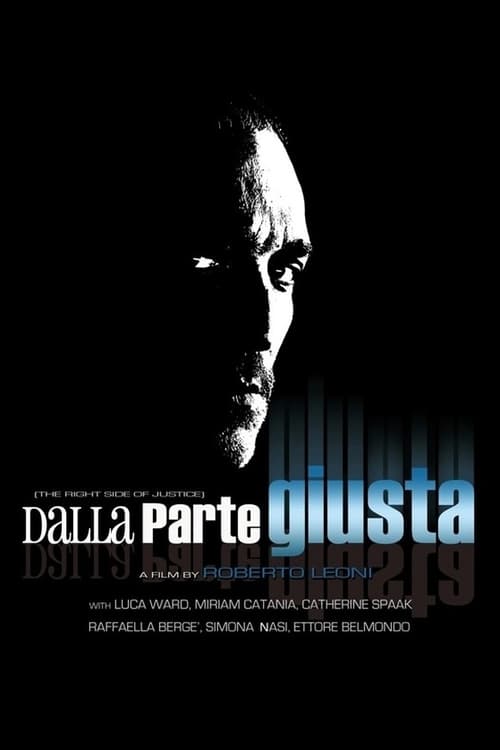 (THE RIGHT SIDE OF JUSTICE)
DALLA PARTE giusta
A FILM BY ROBERTO LEONI
WITH LUCA WARD, MIRIAM CATANIA, CATHERINE SPAAK
RAFFAELLA BERGE', SIMONA NASI, ETTORE BELMONDO